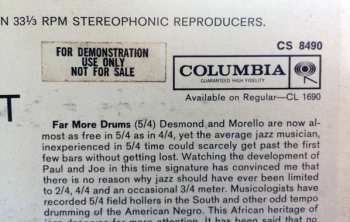 N 33⅓ RPM STEREOPHONIC REPRODUCERS.
CS 8490
FOR DEMONSTRATION
USE ONLY
NOT FOR SALE
COLUMBIA
GUARANTEED HIGH FIDELITY
Available on Regular—CL 1690
T
Far More Drums (5/4) Desmond and Morello are now al-
most as free in 5/4 as in 4/4, yet the average jazz musician,
inexperienced in 5/4 time could scarcely get past the first
few bars without getting lost. Watching the development of
Paul and Joe in this time signature has convinced me that
there is no reason why jazz should have ever been limited
to 2/4, 4/4 and an occasional 3/4 meter. Musicologists have
recorded 5/4 field hollers in the South and other odd tempo
drumming of the American Negro. This African heritage of